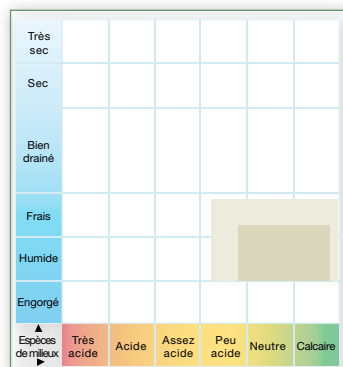 Très
sec
Sec
Bien
drainé
Frais
Humide
Engorgé
Espèces
de milieux
Très
acide
Acide
Assez
acide
Peu
acide
Neutre
Calcaire